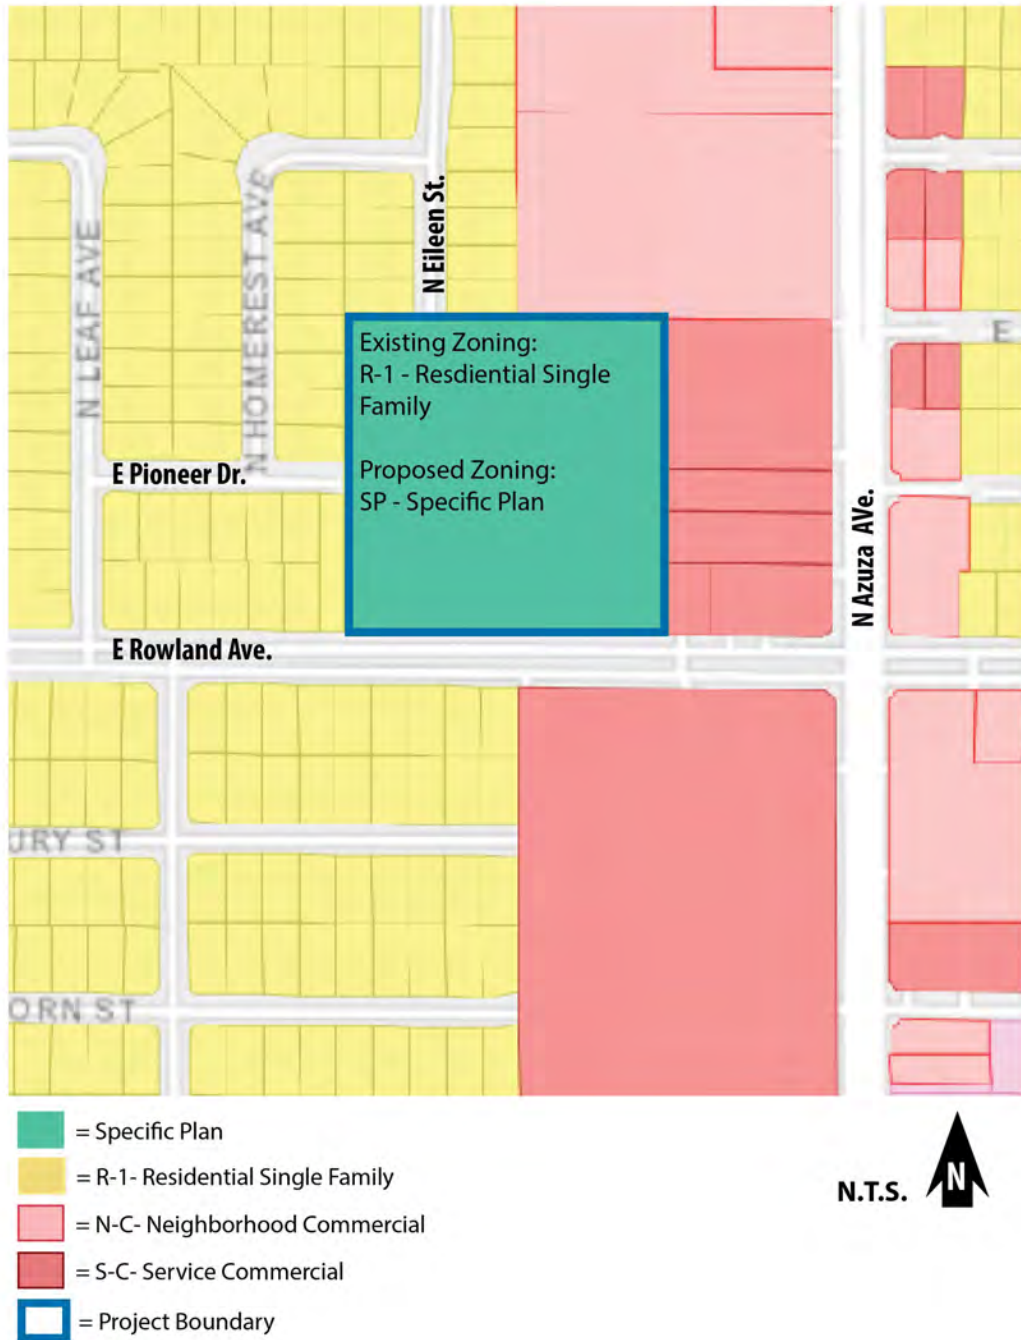 N Eileen St.
N LEAF AVE
N HOMEREST AVE
Existing Zoning:
R-1 - Resdiential Single
Family
Proposed Zoning:
SP - Specific Plan
E
E Pioneer Dr.
N Azuza AVe.
E Rowland Ave.
URY ST
ORN ST
= Specific Plan
= R-1- Residential Single Family
= N-C- Neighborhood Commercial
= S-C- Service Commercial
= Project Boundary
N.T.S.
N